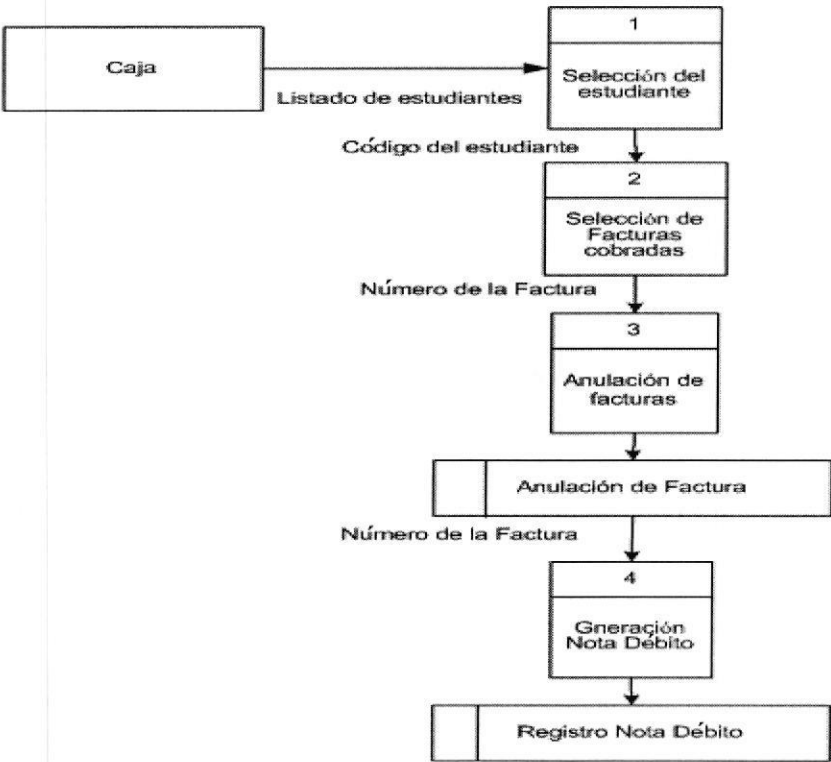 Caja
Listado de estudiantes
1
Selección del
estudiante
Código del estudiante
2
Selección de
Facturas
cobradas
Número de la Factura
3
Anulación de
facturas
Anulación de Factura
Número de la Factura
4
Gneración
Nota Débito
Registro Nota Débito